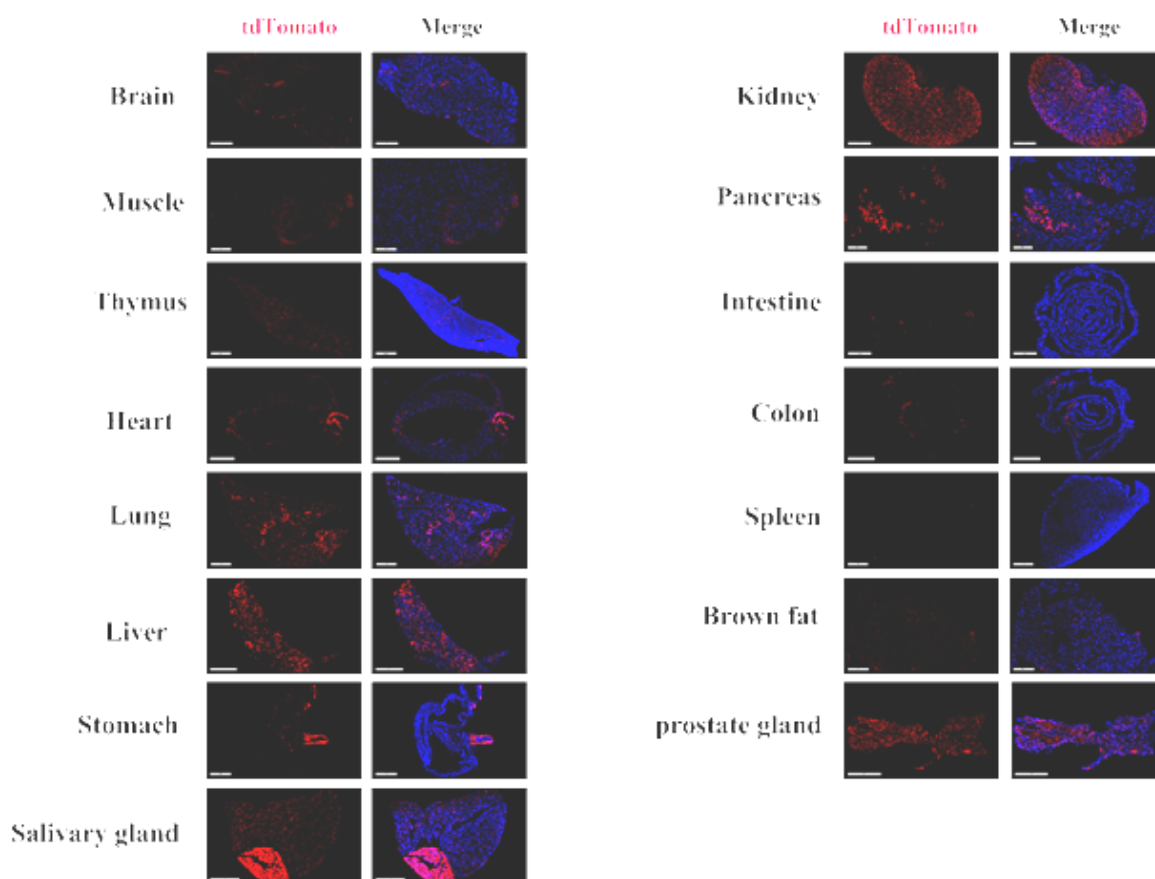 tdTomato Merge
Brain
Muscle
Thymus
Heart
Lung
Liver
Stomach
Salivary gland
tdTomato Merge
Kidney
Pancreas
Intestine
Colon
Spleen
Brown fat
prostate gland